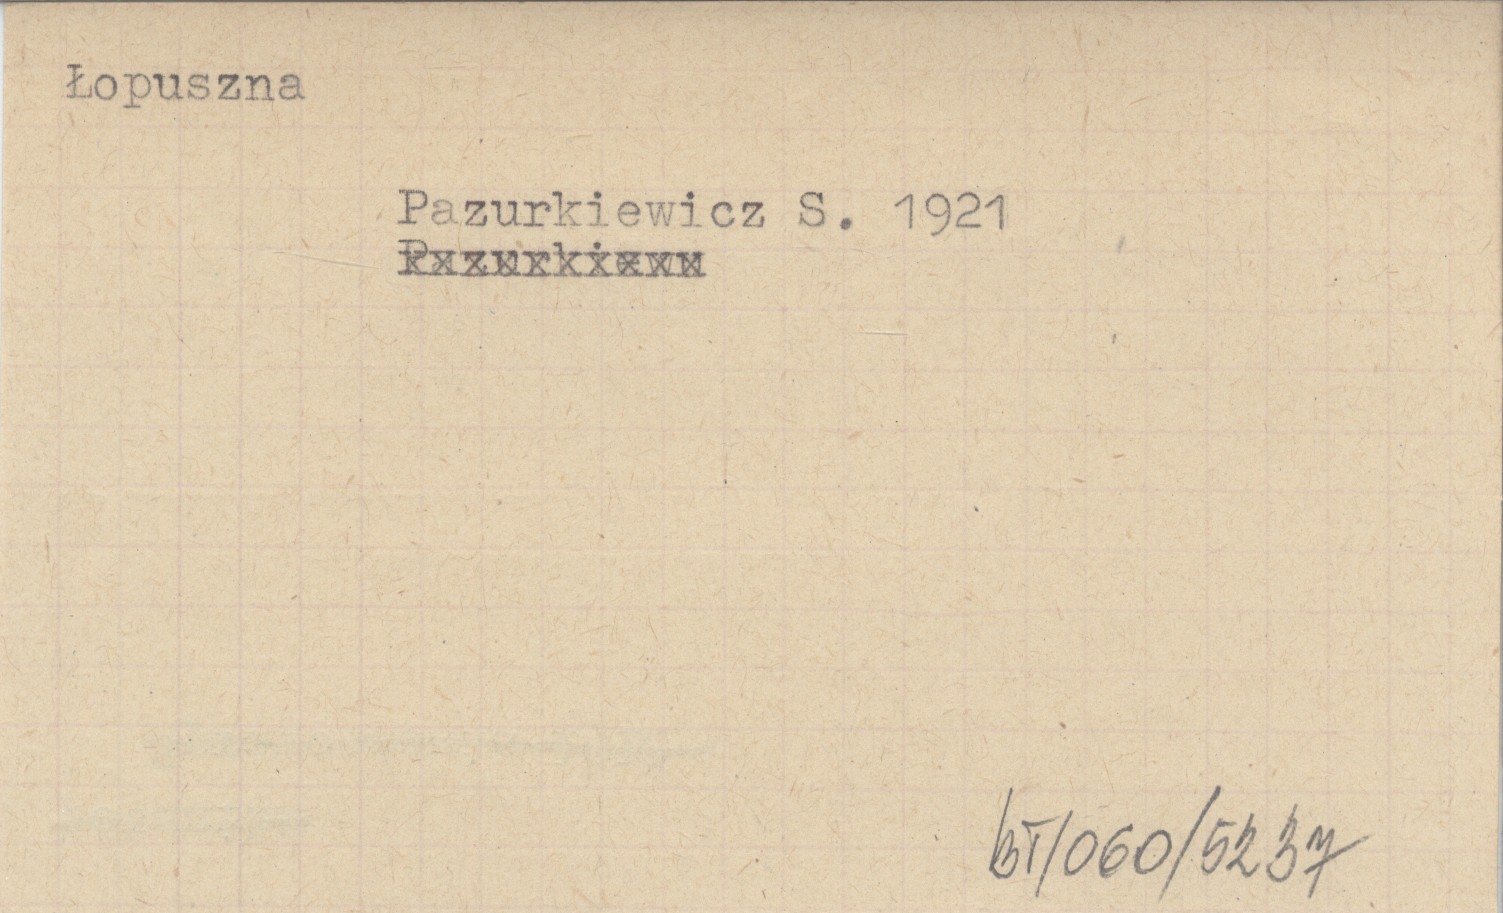 Łopuszna
Pazurkiewicz S. 1921
BT/060/5237